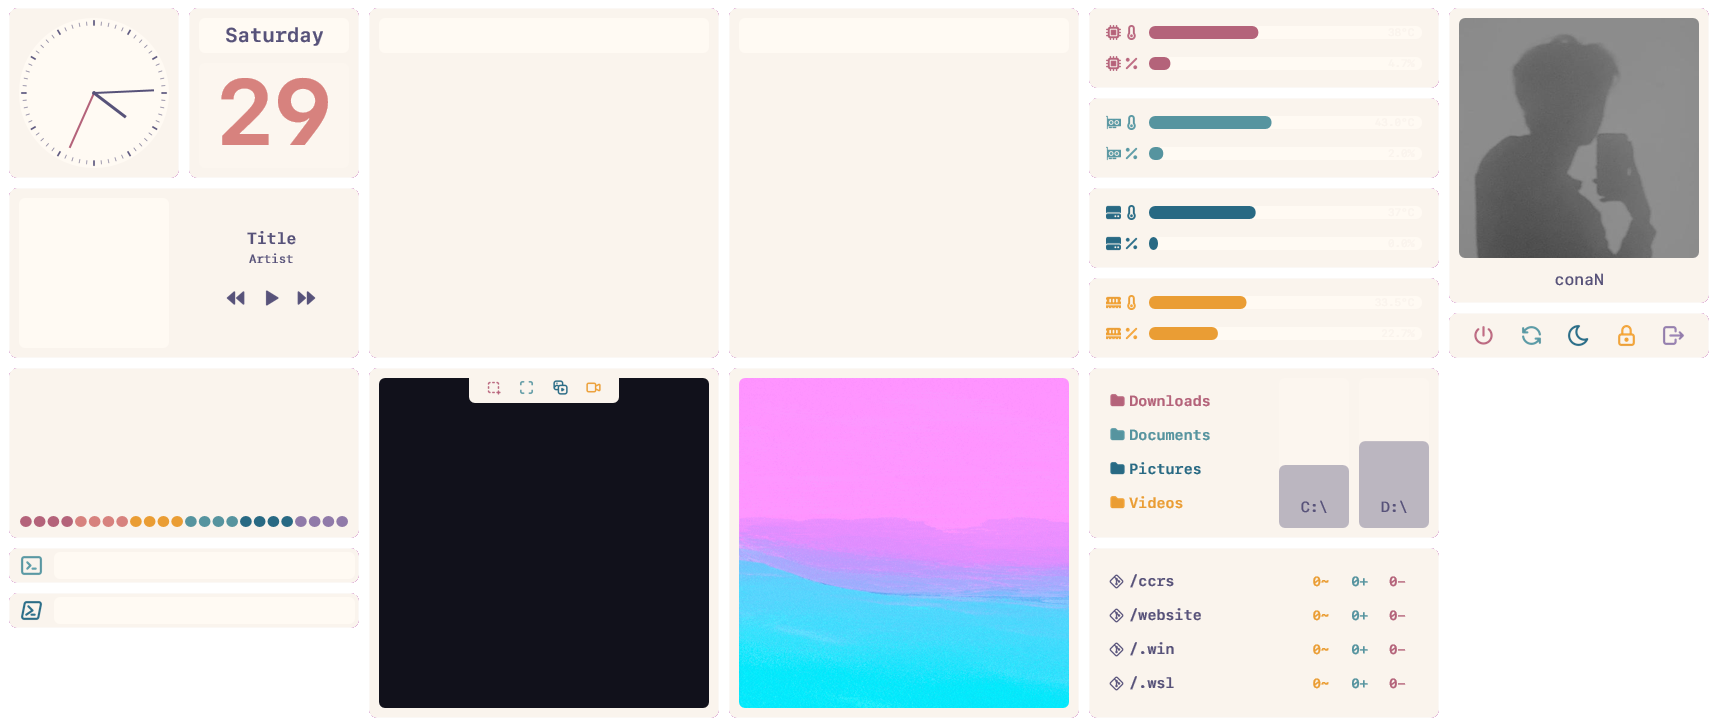 Saturday
29
Title
Artist
conaN
Downloads
Documents
Pictures
Videos
C:\
D:\
/ccrs 0~ 0+ 0-
/website 0~ 0+ 0-
/.win 0~ 0+ 0-
/.wsl 0~ 0+ 0-